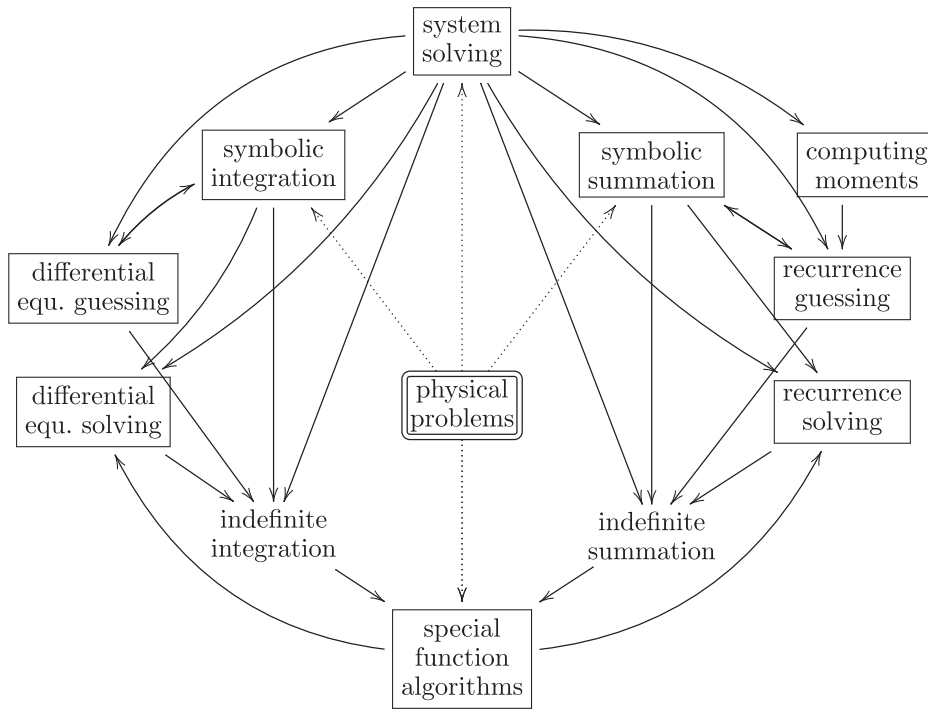 system
solving
symbolic
integration
symbolic
summation
computing
moments
differential
equ. guessing
recurrence
guessing
differential
equ. solving
physical
problems
recurrence
solving
indefinite
integration
indefinite
summation
special
function
algorithms